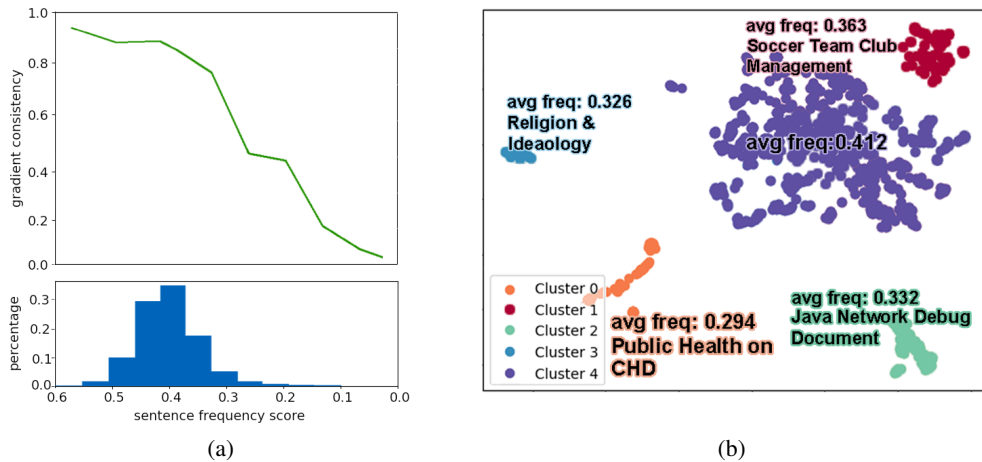 1.0
0.8
0.6
0.4
0.2
0.0
gradient consistency
0.3
0.2
0.1
0.0
percentage
0.6 0.5 0.4 0.3 0.2 0.1 0.0
sentence frequency score
(a)
avg freq: 0.363
Soccer Team Club
Management
avg freq: 0.326
Religion &
Ideaology
avg freq:0.412
Cluster 0
Cluster 1
Cluster 2
Cluster 3
Cluster 4
avg freq: 0.294
Public Health on
CHD
avg freq: 0.332
Java Network Debug
Document
(b)